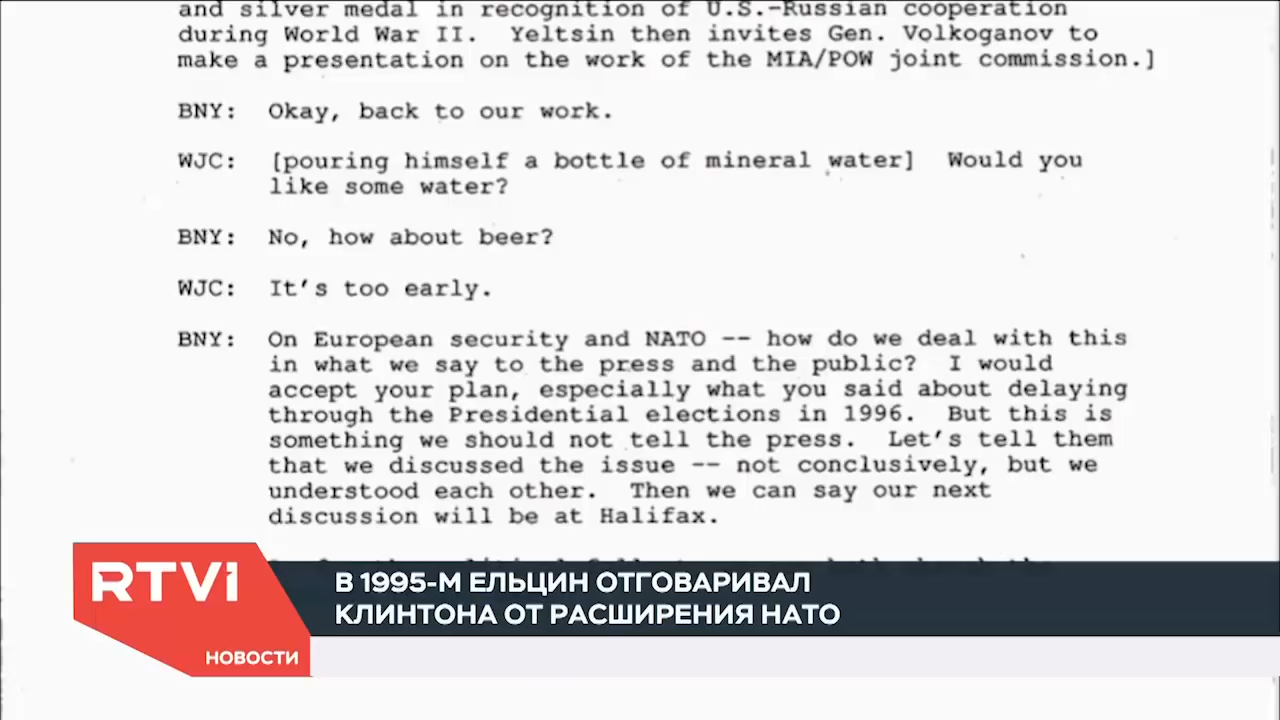 and silver medal in recognition of U.S.-Russian cooperation
during World War II.  Yeltsin then invites Gen. Volkoganov to
make a presentation on the work of the MIA/POW joint commission.]
BNY:  Okay, back to our work.
WJC:  [pouring himself a bottle of mineral water]  Would you
like some water?
BNY:  No, how about beer?
WJC:  It's too early.
BNY:  On European security and NATO -- how do we deal with this
in what we say to the press and the public?  I would
accept your plan, especially what you said about delaying
through the Presidential elections in 1996.  But this is
something we should not tell the press.  Let's tell them
that we discussed the issue -- not conclusively, but we
understood each other.  Then we can say our next
discussion will be at Halifax.
RTVi
НОВОСТИ
В 1995-М ЕЛЬЦИН ОТГОВАРИВАЛ
КЛИНТОНА ОТ РАСШИРЕНИЯ НАТО